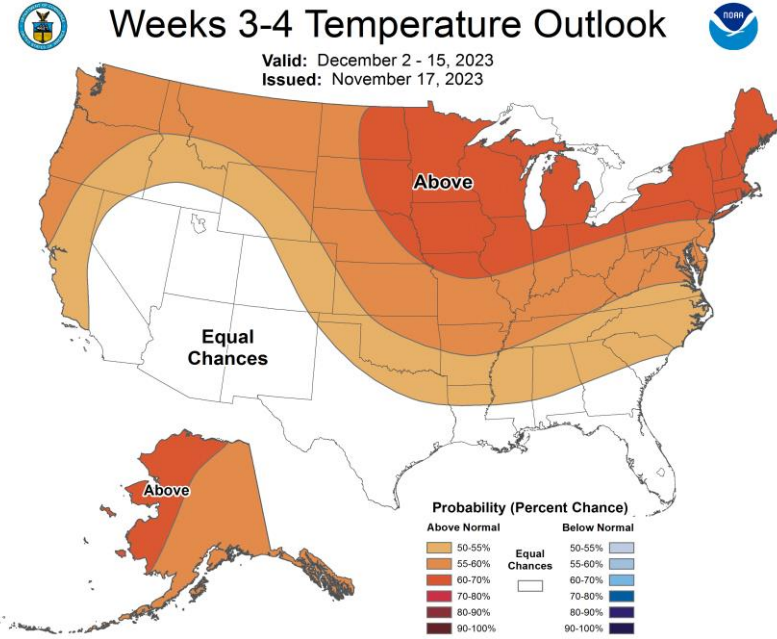 Weeks 3-4 Temperature Outlook
NOAA
Valid: December 2 - 15, 2023
Issued: November 17, 2023
Above
Equal
Chances
Above
Probability (Percent Chance)
Above Normal
50-55%
55-60%
60-70%
70-80%
80-90%
90-100%
Equal
Chances
Below Normal
50-55%
55-60%
60-70%
70-80%
80-90%
90-100%